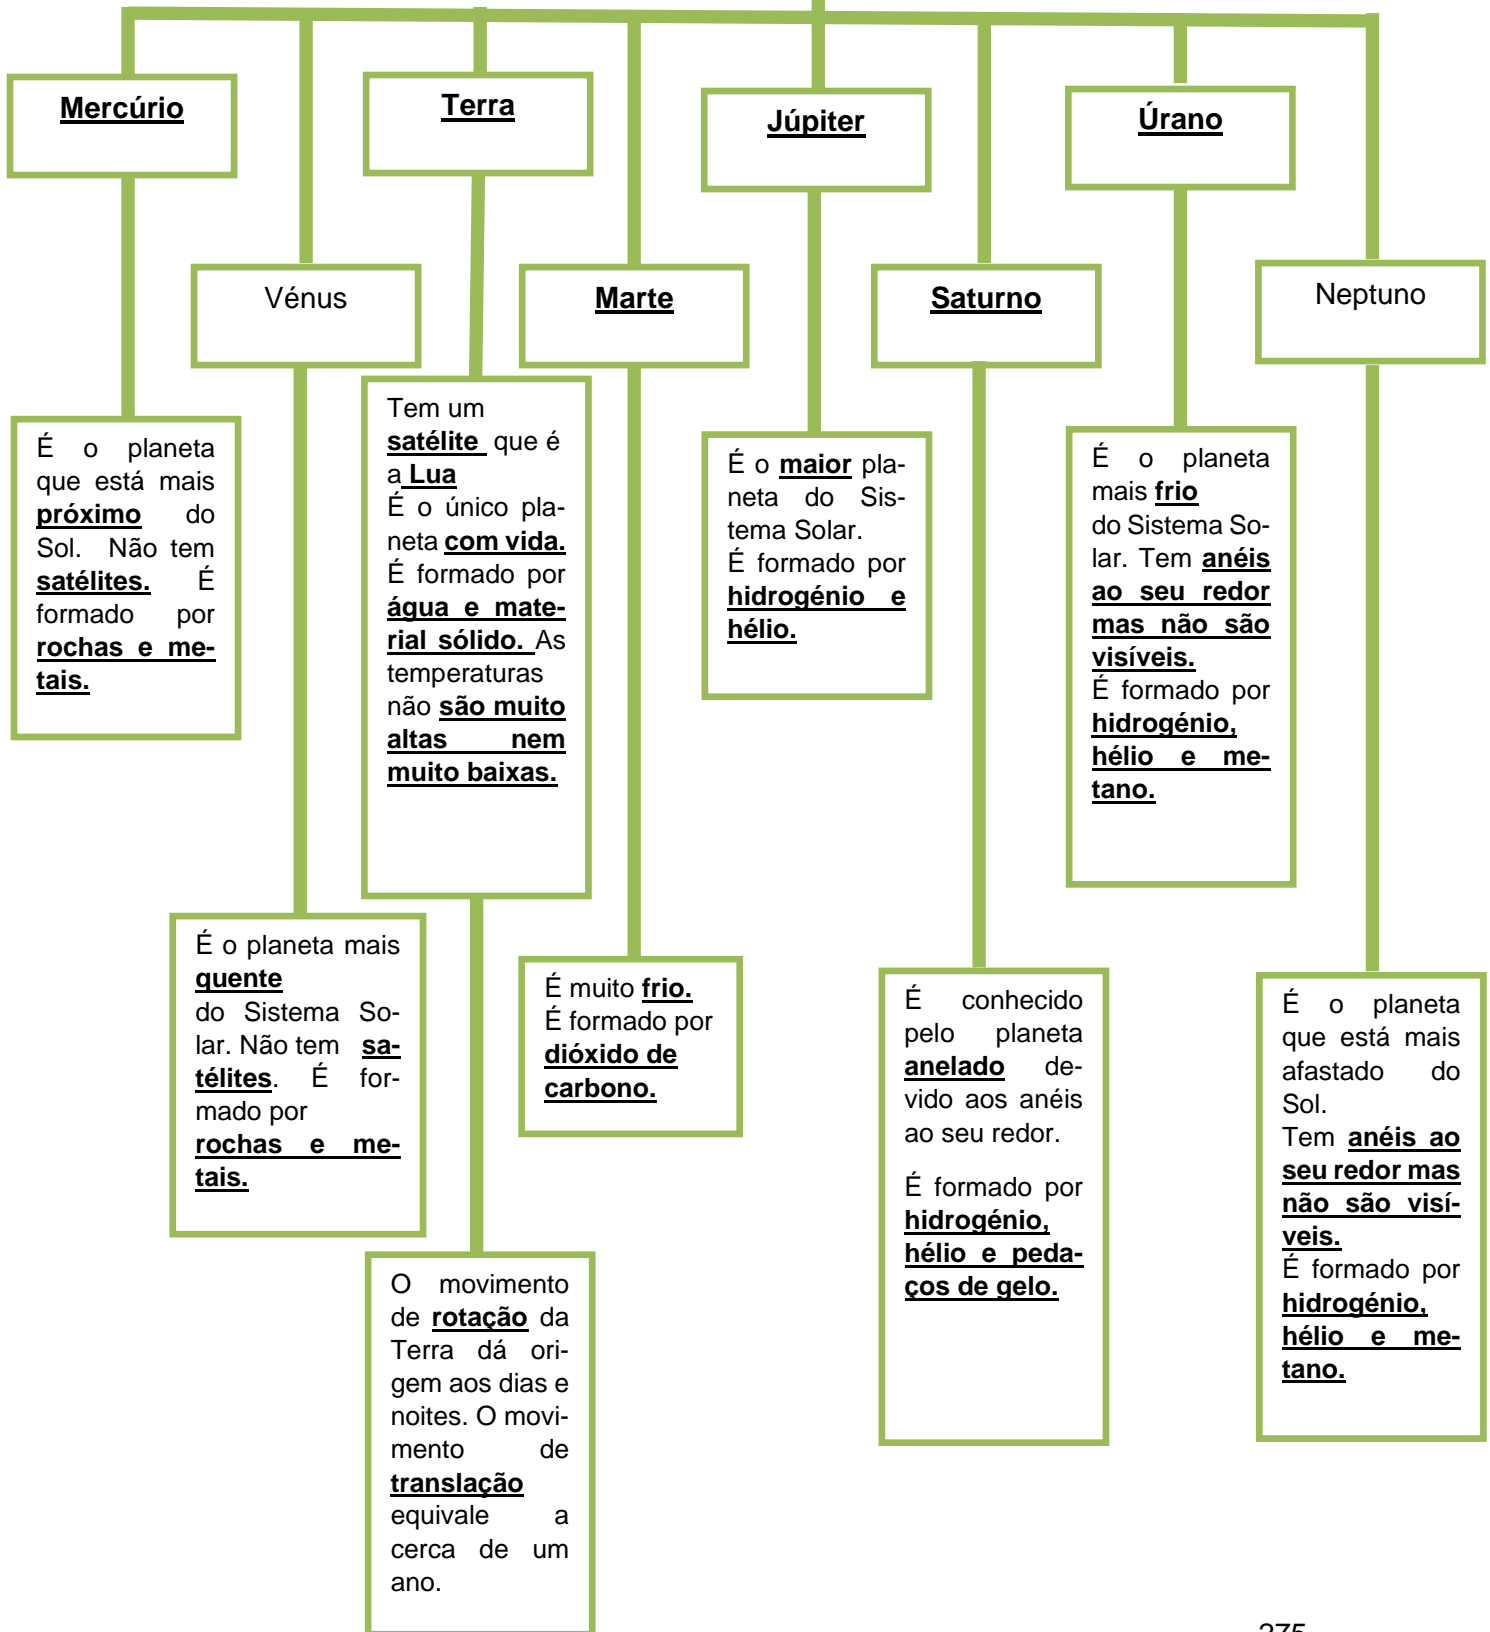 Mercúrio
Terra
Júpiter
Úrano
Vénus
Marte
Saturno
Neptuno
É o planeta
que está mais
próximo do
Sol. Não tem
satélites. É
formado por
rochas e me-
tais.
Tem um
satélite que é
a Lua
É o único pla-
neta com vida.
É formado por
água e mate-
rial sólido. As
temperaturas
não são muito
altas nem
muito baixas.
É o maior pla-
neta do Sis-
tema Solar.
É formado por
hidrogénio e
hélio.
É o planeta
mais frio
do Sistema So-
lar. Tem anéis
ao seu redor
mas não são
visíveis.
É formado por
hidrogénio,
hélio e me-
tano.
É o planeta mais
quente
do Sistema So-
lar. Não tem sa-
télites. É for-
mado por
rochas e me-
tais.
É muito frio.
É formado por
dióxido de
carbono.
É conhecido
pelo planeta
anelado de-
vido aos anéis
ao seu redor.
É formado por
hidrogénio,
hélio e peda-
ços de gelo.
É o planeta
que está mais
afastado do
Sol.
Tem anéis ao
seu redor mas
não são visí-
veis.
É formado por
hidrogénio,
hélio e me-
tano.
O movimento
de rotação da
Terra dá ori-
gem aos dias e
noites. O movi-
mento de
translação
equivale a
cerca de um
ano.
275